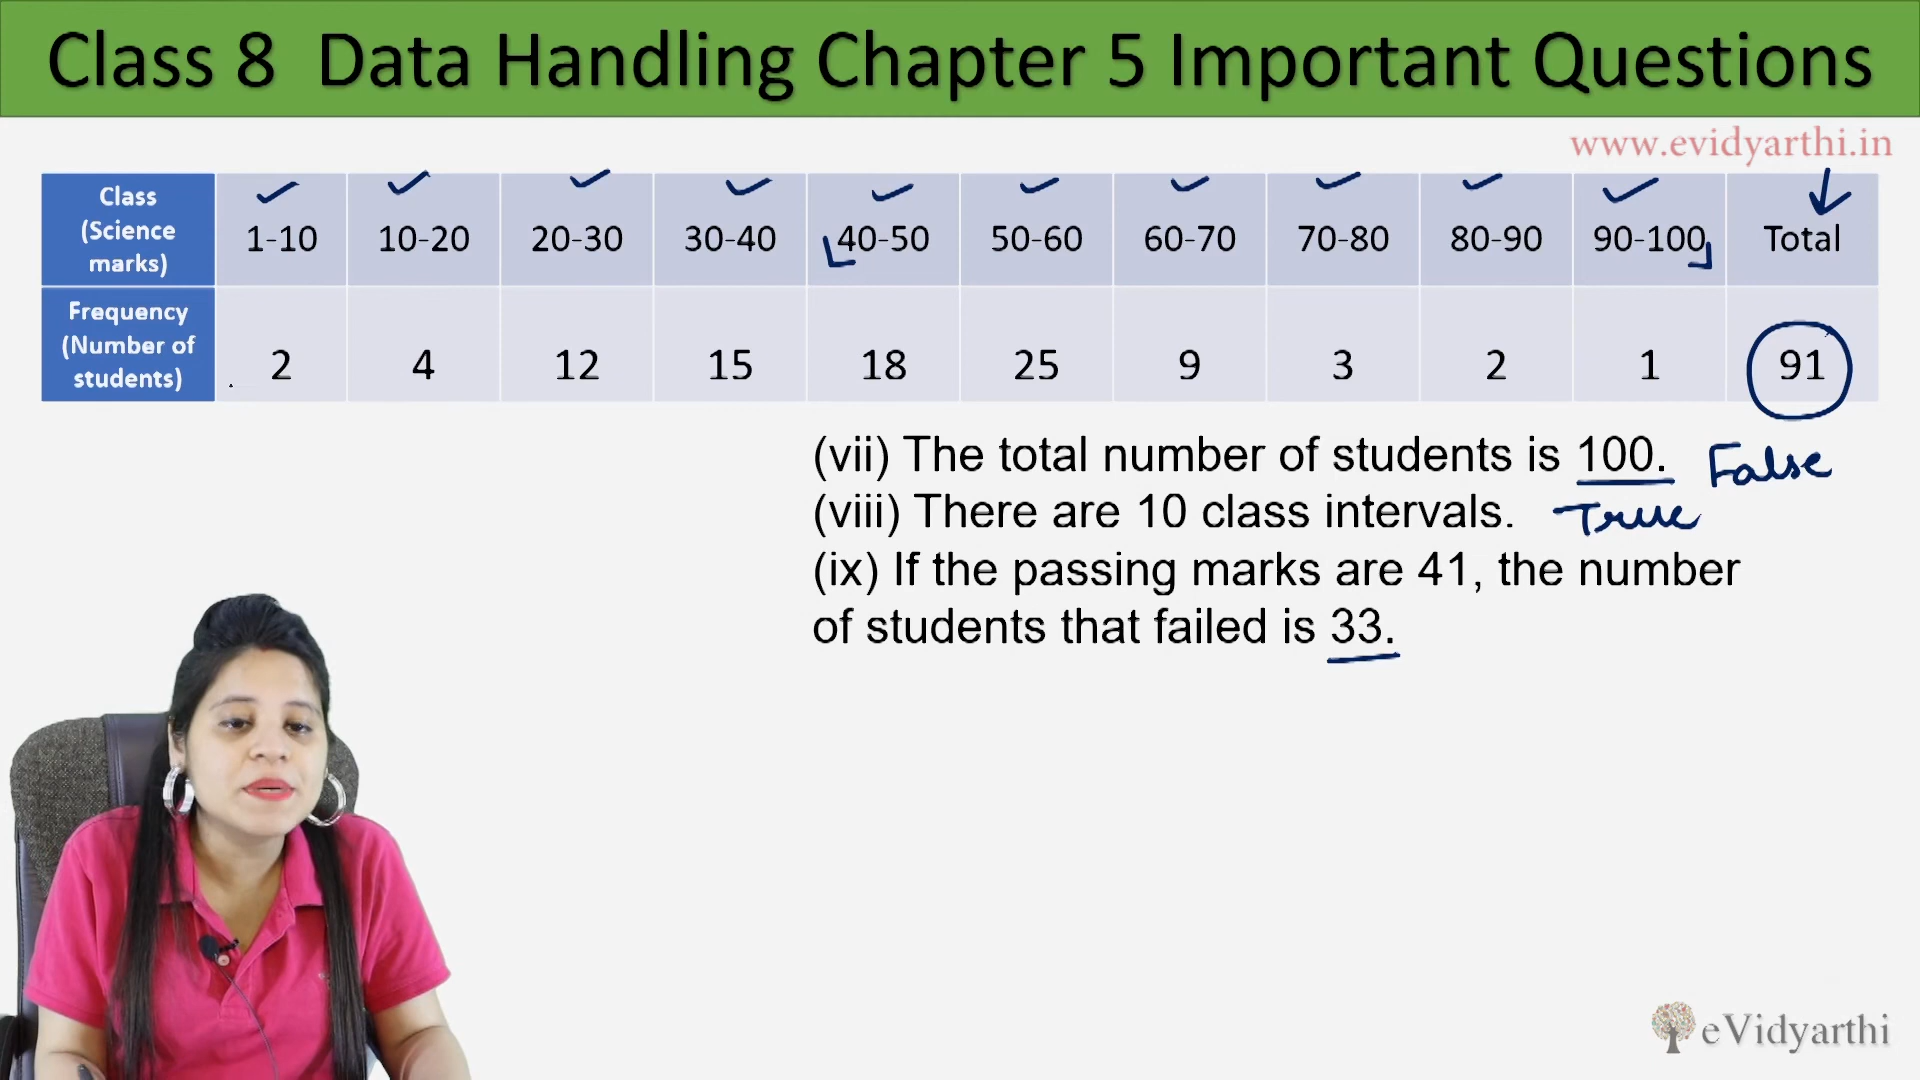 Class 8 Data Handling Chapter 5 Important Questions
www.evidyarthi.in
Class (Science marks) 1-10 10-20 20-30 30-40 40-50 50-60 60-70 70-80 80-90 90-100 Total
Frequency (Number of students) 2 4 12 15 18 25 9 3 2 1 91
(vii) The total number of students is 100. False
(viii) There are 10 class intervals. True
(ix) If the passing marks are 41, the number
of students that failed is 33.
eVidyarthi